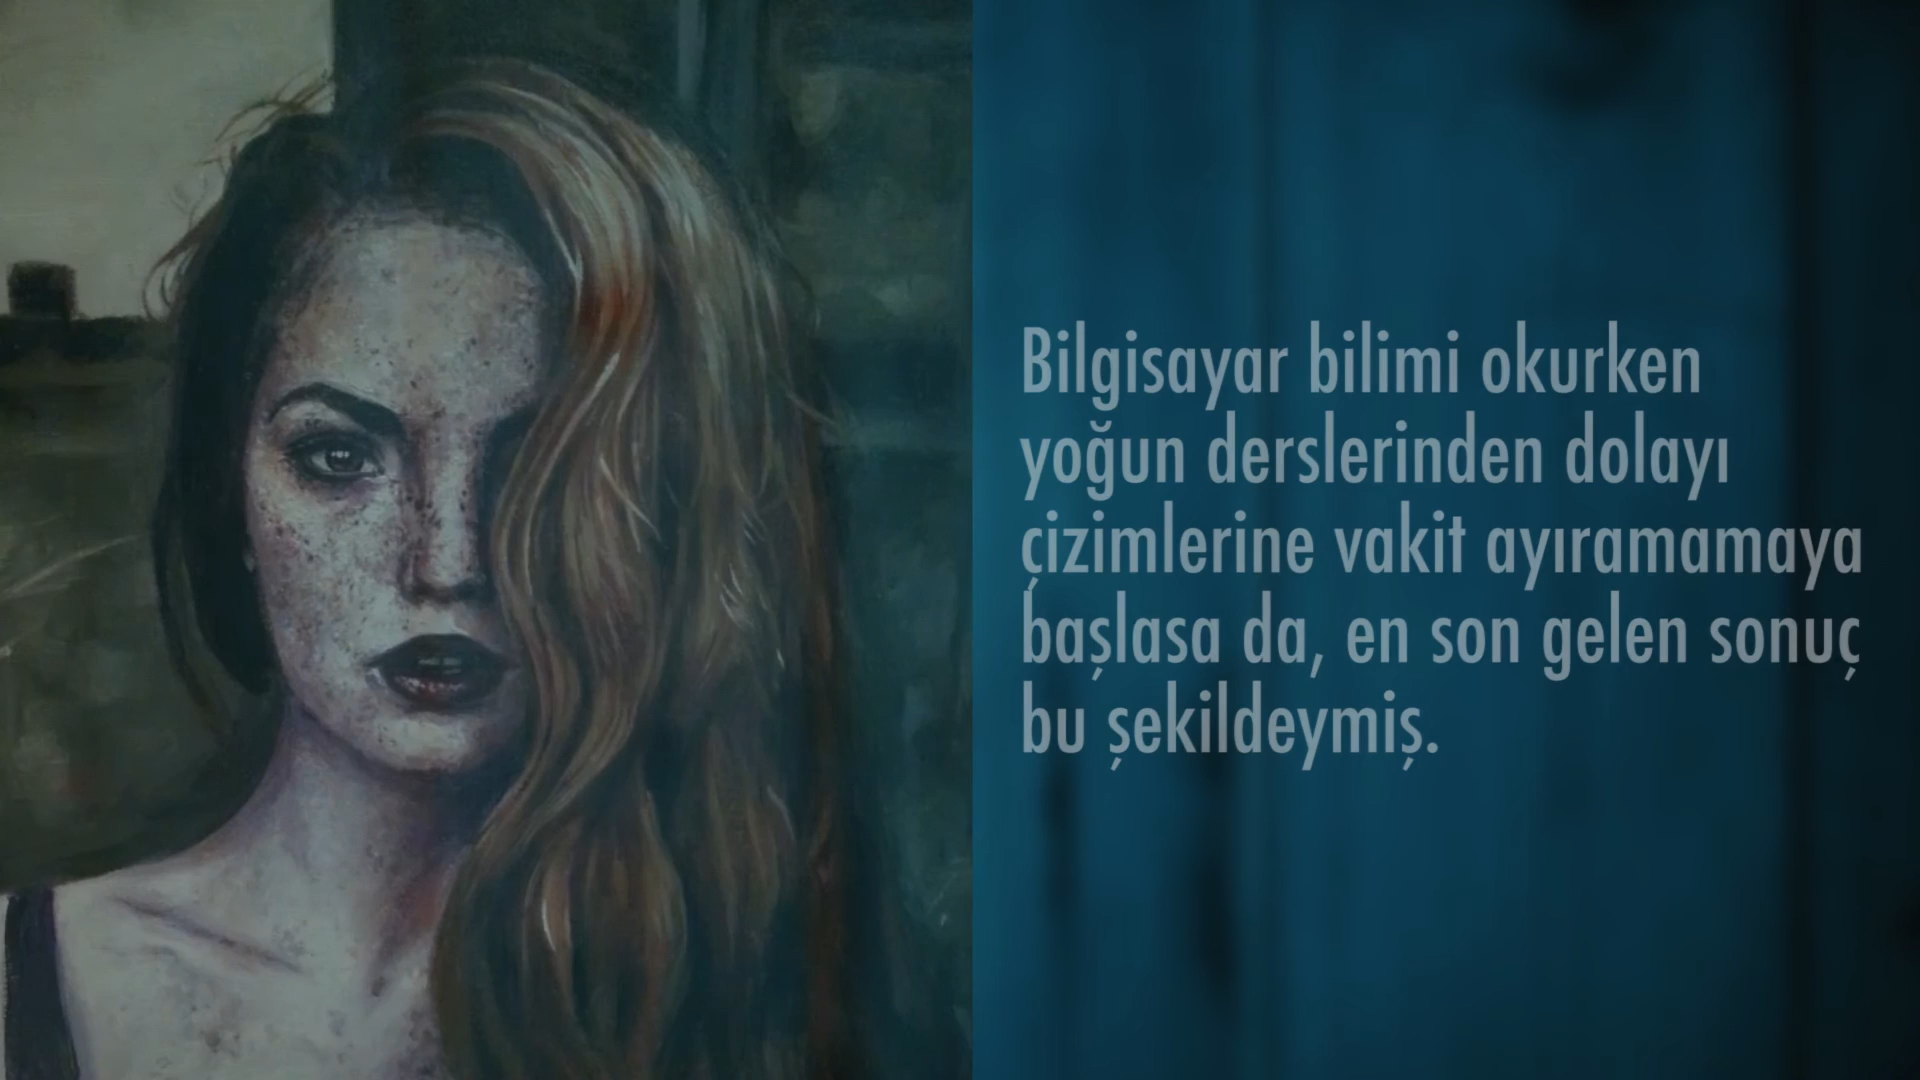 Bilgisayar bilimi okurken
yoğun derslerinden dolayı
çizimlerine vakit ayıramamaya
başlasa da, en son gelen sonuç
bu şekildeymiş.